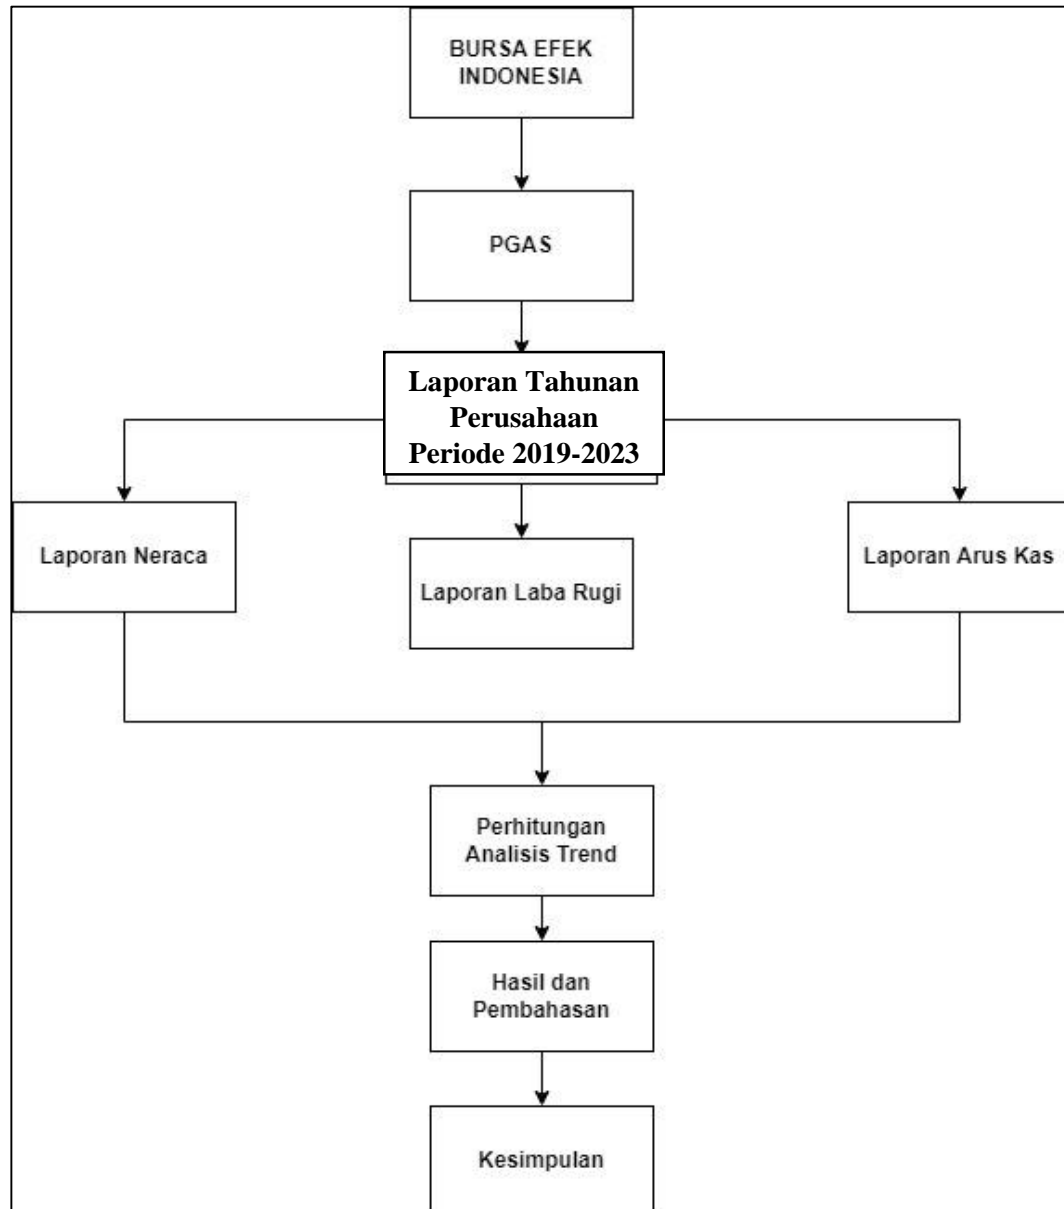 BURSA EFEK
INDONESIA
PGAS
Laporan Tahunan
Perusahaan
Periode 2019-2023
Laporan Neraca
Laporan Laba Rugi
Laporan Arus Kas
Perhitungan
Analisis Trend
Hasil dan
Pembahasan
Kesimpulan